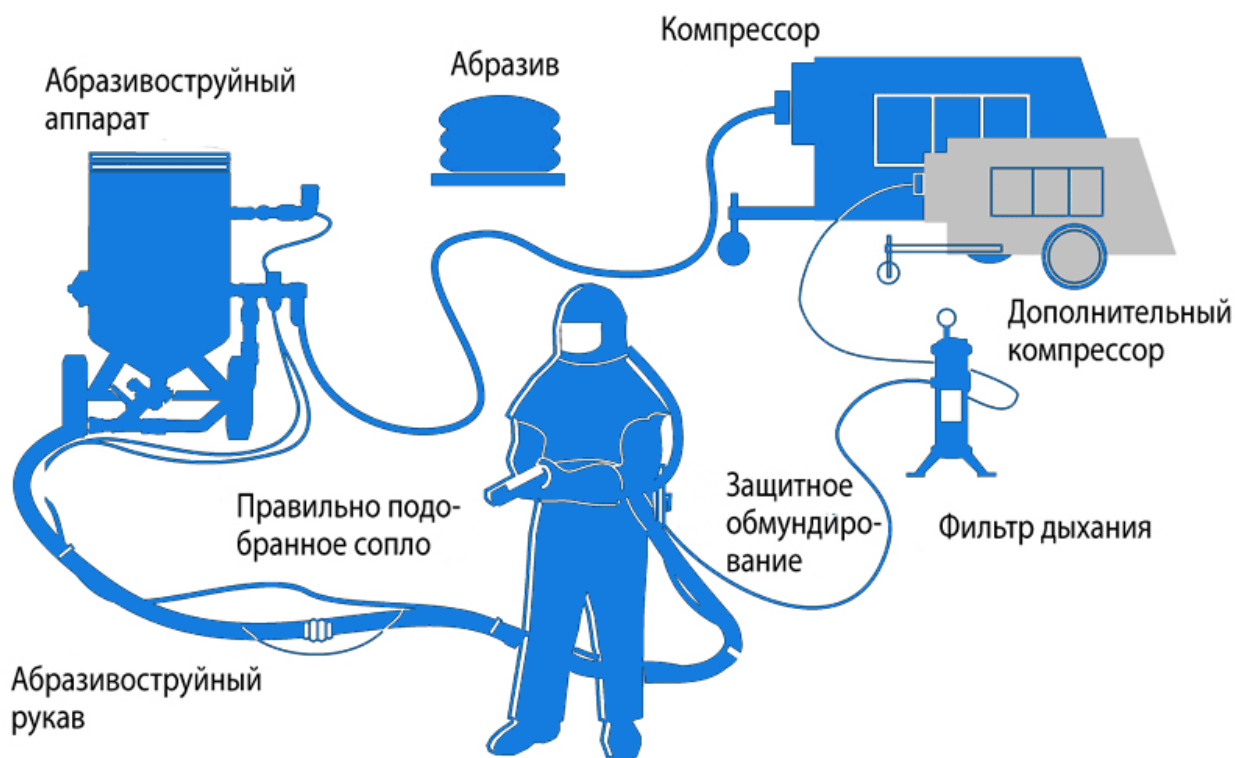 Компрессор
Абразивоструйный
аппарат
Абразив
Дополнительный
компрессор
Правильно подо-
бранное сопло
Защитное
обмундиро-
вание
Фильтр дыхания
Абразивоструйный
рукав